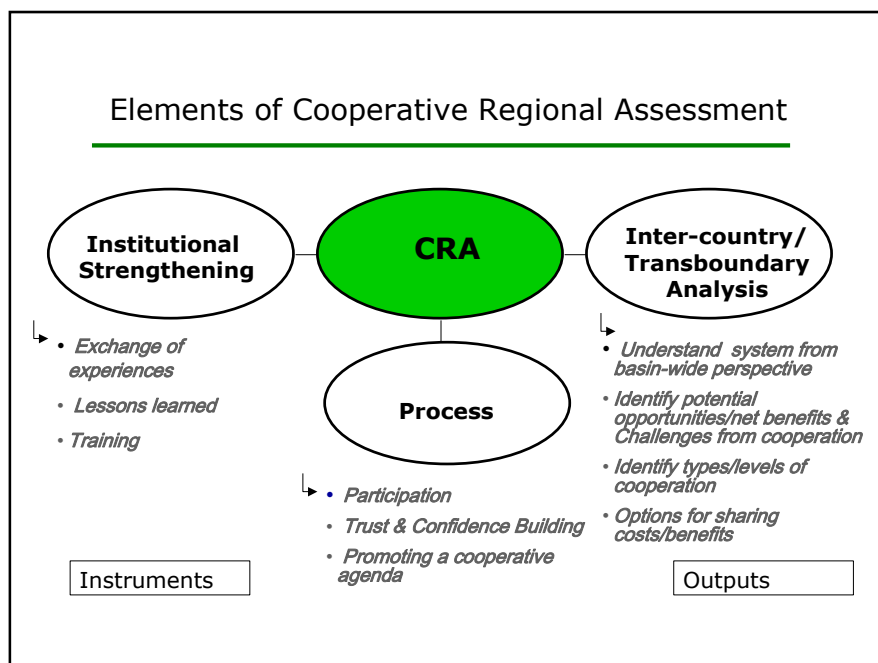 Elements of Cooperative Regional Assessment
Institutional
Strengthening
CRA
Inter-country/
Transboundary
Analysis
• Exchange of
experiences
• Lessons learned
• Training
Process
• Participation
• Trust & Confidence Building
• Promoting a cooperative
agenda
• Understand system from
basin-wide perspective
• Identify potential
opportunities/net benefits &
Challenges from cooperation
• Identify types/levels of
cooperation
• Options for sharing
costs/benefits
Instruments
Outputs